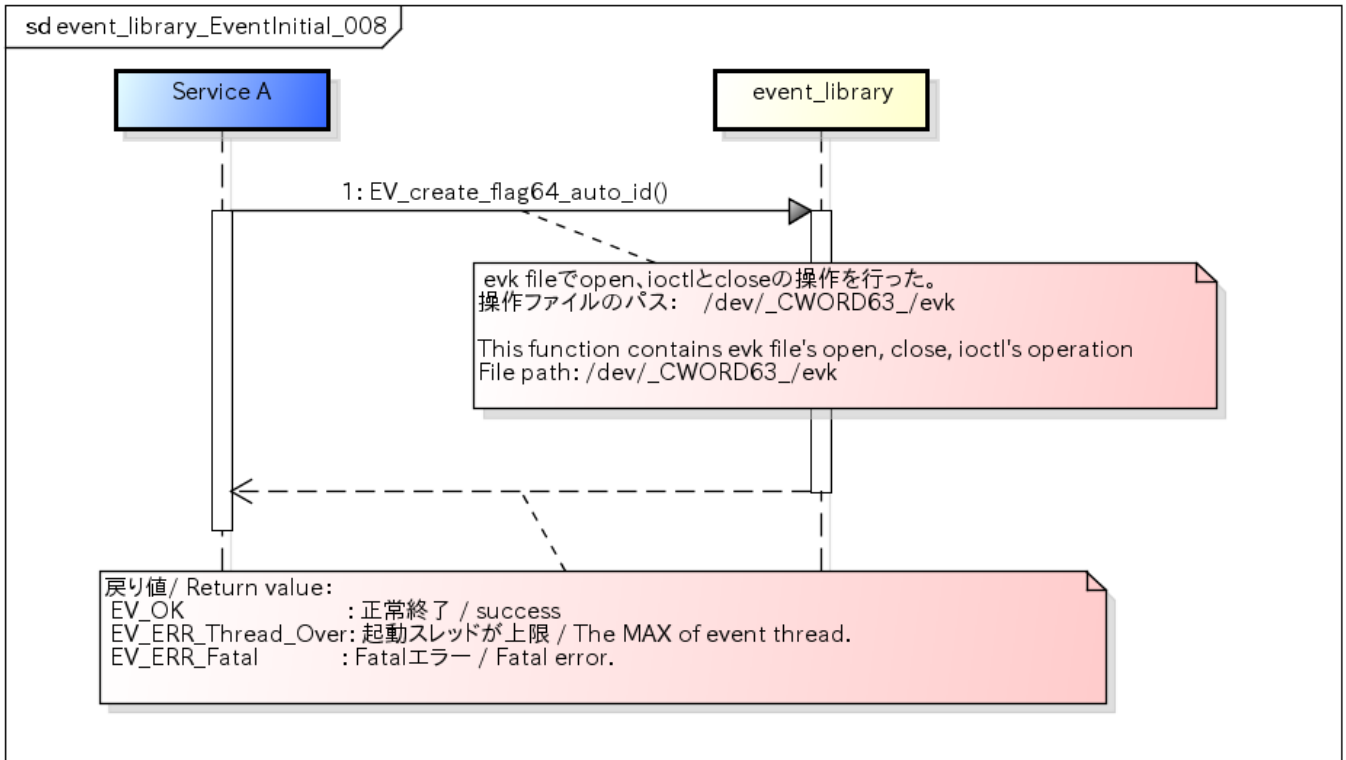 sd event_library_EventInitial_008
Service A
event_library
1: EV_create_flag64_auto_id()
evk fileでopen、ioctlとcloseの操作を行った。
操作ファイルのパス: /dev/_CWORD63_/evk
This function contains evk file's open, close, ioctl's operation
File path: /dev/_CWORD63_/evk
戻り値/ Return value:
EV_OK : 正常終了 / success
EV_ERR_Thread_Over: 起動スレッドが上限 / The MAX of event thread.
EV_ERR_Fatal : Fatalエラー / Fatal error.